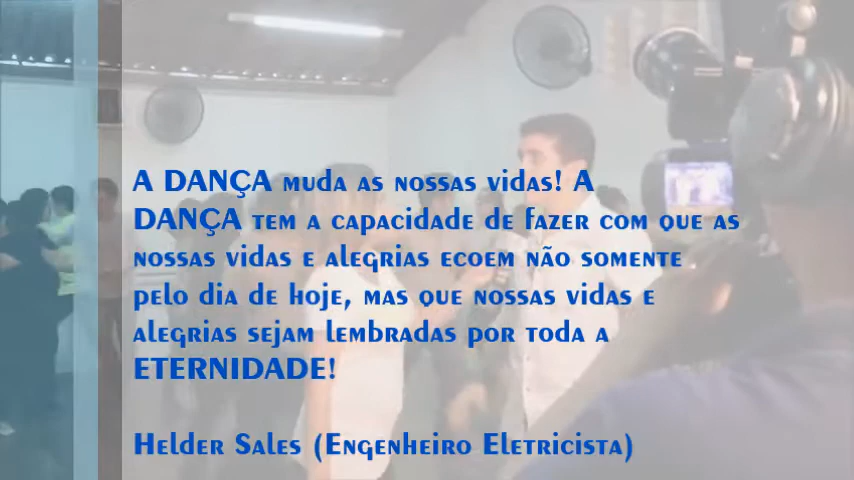 A DANÇA muda as nossas vidas! A
DANÇA tem a capacidade de fazer com que as
nossas vidas e alegrias ecoem não somente
pelo dia de hoje, mas que nossas vidas e
alegrias sejam lembradas por toda a
ETERNIDADE!
Helder Sales (Engenheiro Eletricista)